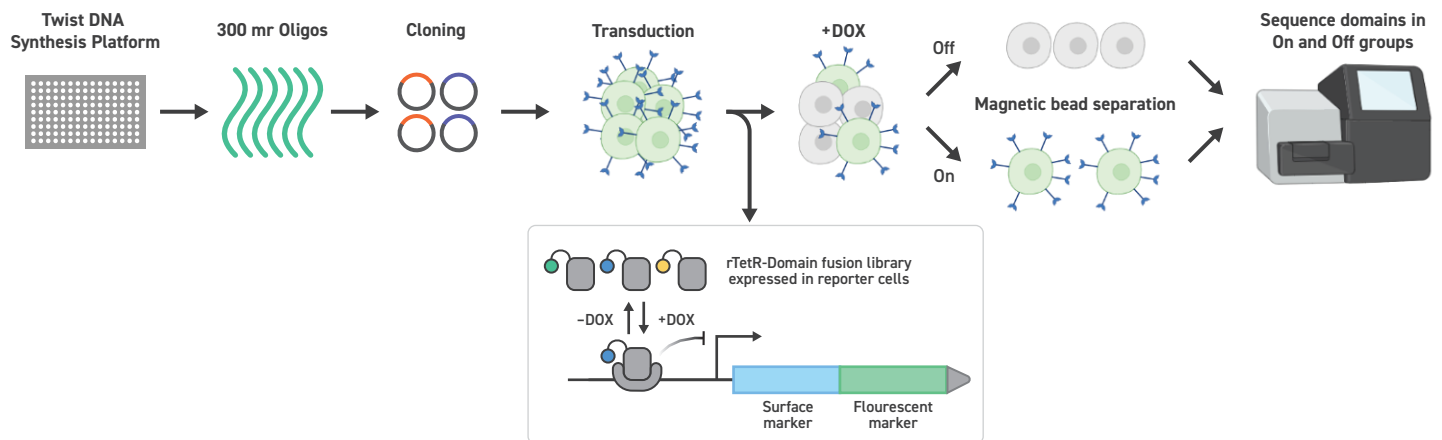 Twist DNA
Synthesis Platform
300 mr Oligos
Cloning
Transduction
+DOX
Off
On
Magnetic bead separation
Sequence domains in
On and Off groups
rTetR-Domain fusion library
expressed in reporter cells
–DOX
+DOX
Surface
marker
Flourescent
marker